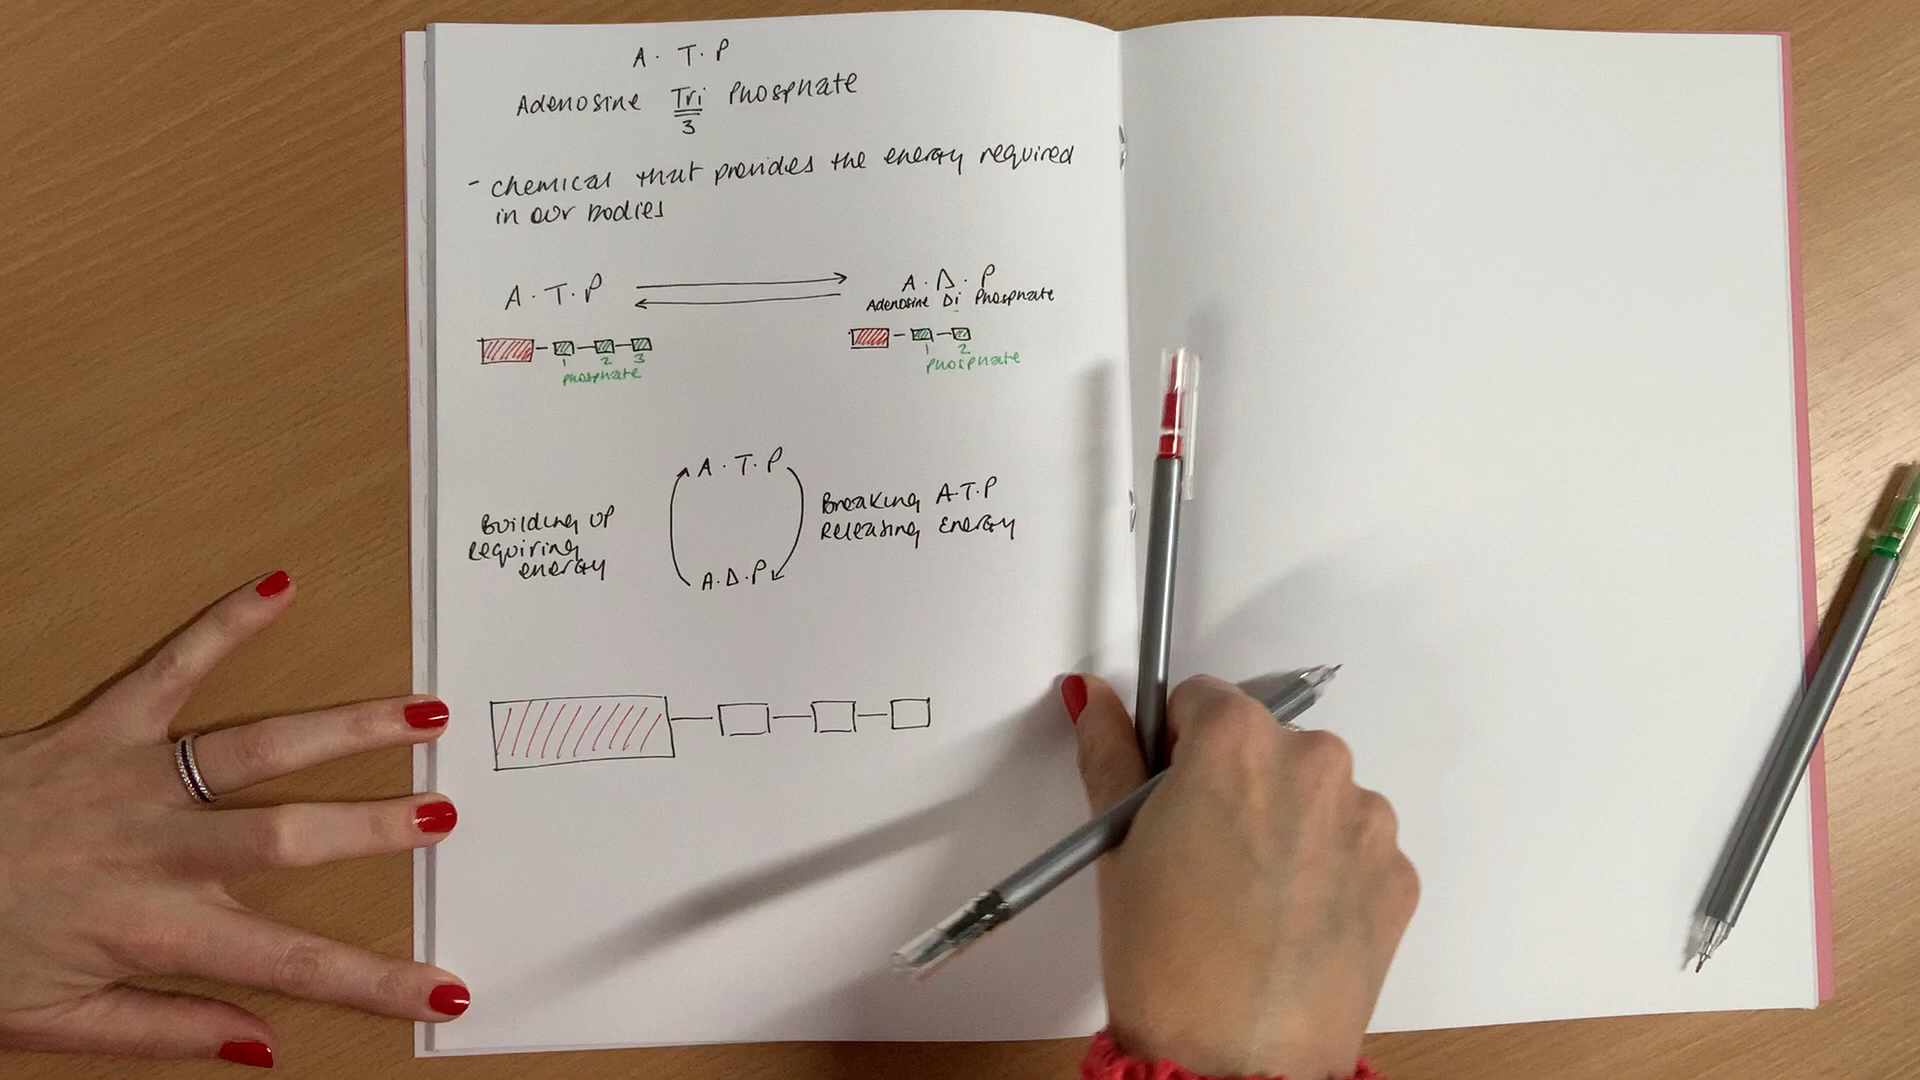 A. T. P
Adenosine Tri Phosphate
3
- chemical that provides the energy required
in our bodies
A. T. P
A. D. P
Adenosine Di Phosphate
1 2 3
phosphate
1 2
phosphate
A. T. P
Building up
requiring
energy
Breaking A.T.P
releasing energy
A. D. P